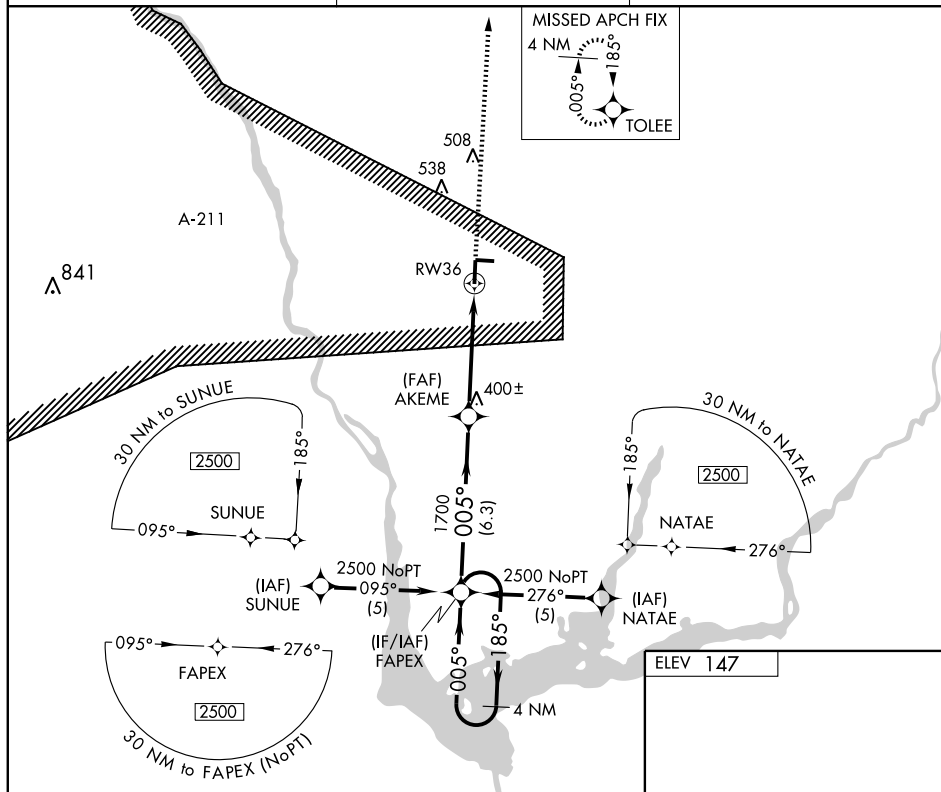 MISSED APCH FIX
4 NM
185°
005°
TOLEE
508
538
A-211
841
RW36
(FAF)
AKEME
400±
30 NM to SUNUE
2500
185°
SUNUE
095°
30 NM to NATAE
2500
185°
NATAE
276°
1700
005°
(6.3)
(IAF)
SUNUE
2500 NoPT
095°
(5)
2500 NoPT
276°
(5)
(IAF)
NATAE
(IF/IAF)
FAPEX
005°
185°
4 NM
095°
276°
FAPEX
2500
30 NM to FAPEX (NoPT)
ELEV 147